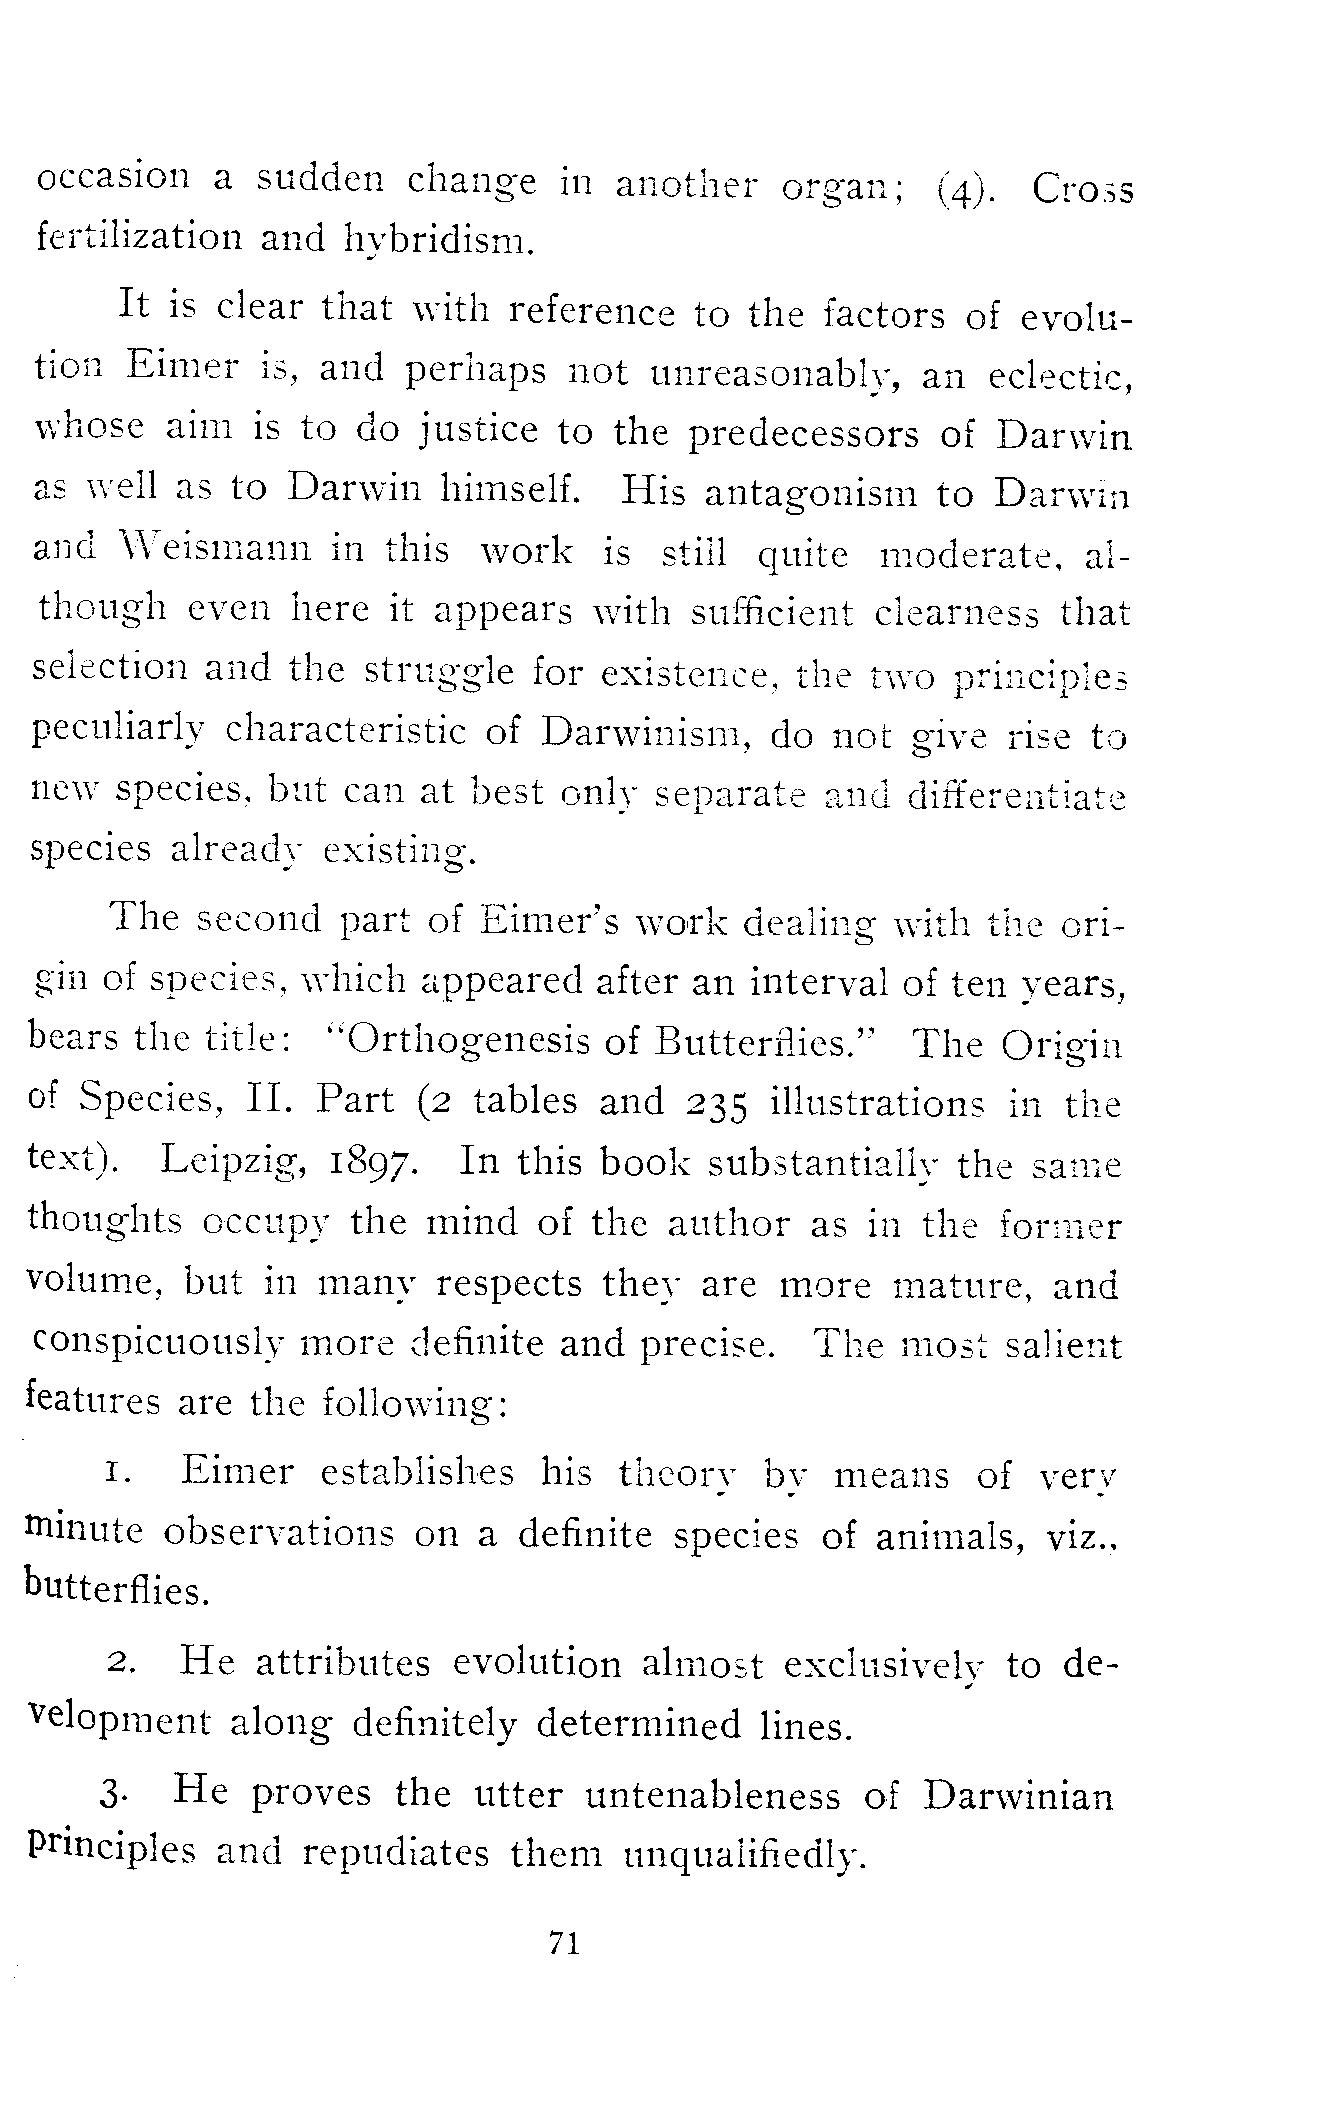 occasion a sudden change in another organ; (4). Cross
fertilization and hybridism.
It is clear that with reference to the factors of evolu-
tion Eimer is, and perhaps not unreasonably, an eclectic,
whose aim is to do justice to the predecessors of Darwin
as well as to Darwin himself. His antagonism to Darwin
and Weismann in this work is still quite moderate, al-
though even here it appears with sufficient clearness that
selection and the struggle for existence, the two principles
peculiarly characteristic of Darwinism, do not give rise to
new species, but can at best only separate and differentiate
species already existing.
The second part of Eimer's work dealing with the ori-
gin of species, which appeared after an interval of ten years,
bears the title: "Orthogenesis of Butterflies." The Origin
of Species, II. Part (2 tables and 235 illustrations in the
text). Leipzig, 1897. In this book substantially the same
thoughts occupy the mind of the author as in the former
volume, but in many respects they are more mature, and
conspicuously more definite and precise. The most salient
features are the following:
1. Eimer establishes his theory by means of very
minute observations on a definite species of animals, viz.,
butterflies.
2. He attributes evolution almost exclusively to de-
velopment along definitely determined lines.
3. He proves the utter untenableness of Darwinian
principles and repudiates them unqualifiedly.
71